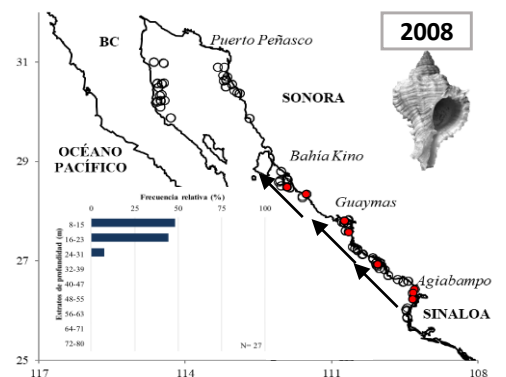 2008
BC
Puerto Peñasco
31
SONORA
OCÉANO
PACÍFICO
29
Bahía Kino
Frecuencia relativa (%)
0 25 50 75 100
Guaymas
Estratos de profundidad (m)
8-15
16-23
24-31
32-39
40-47
48-55
56-63
64-71
72-80
N= 27
27
Agiabampo
SINALOA
25
117 114 111 108